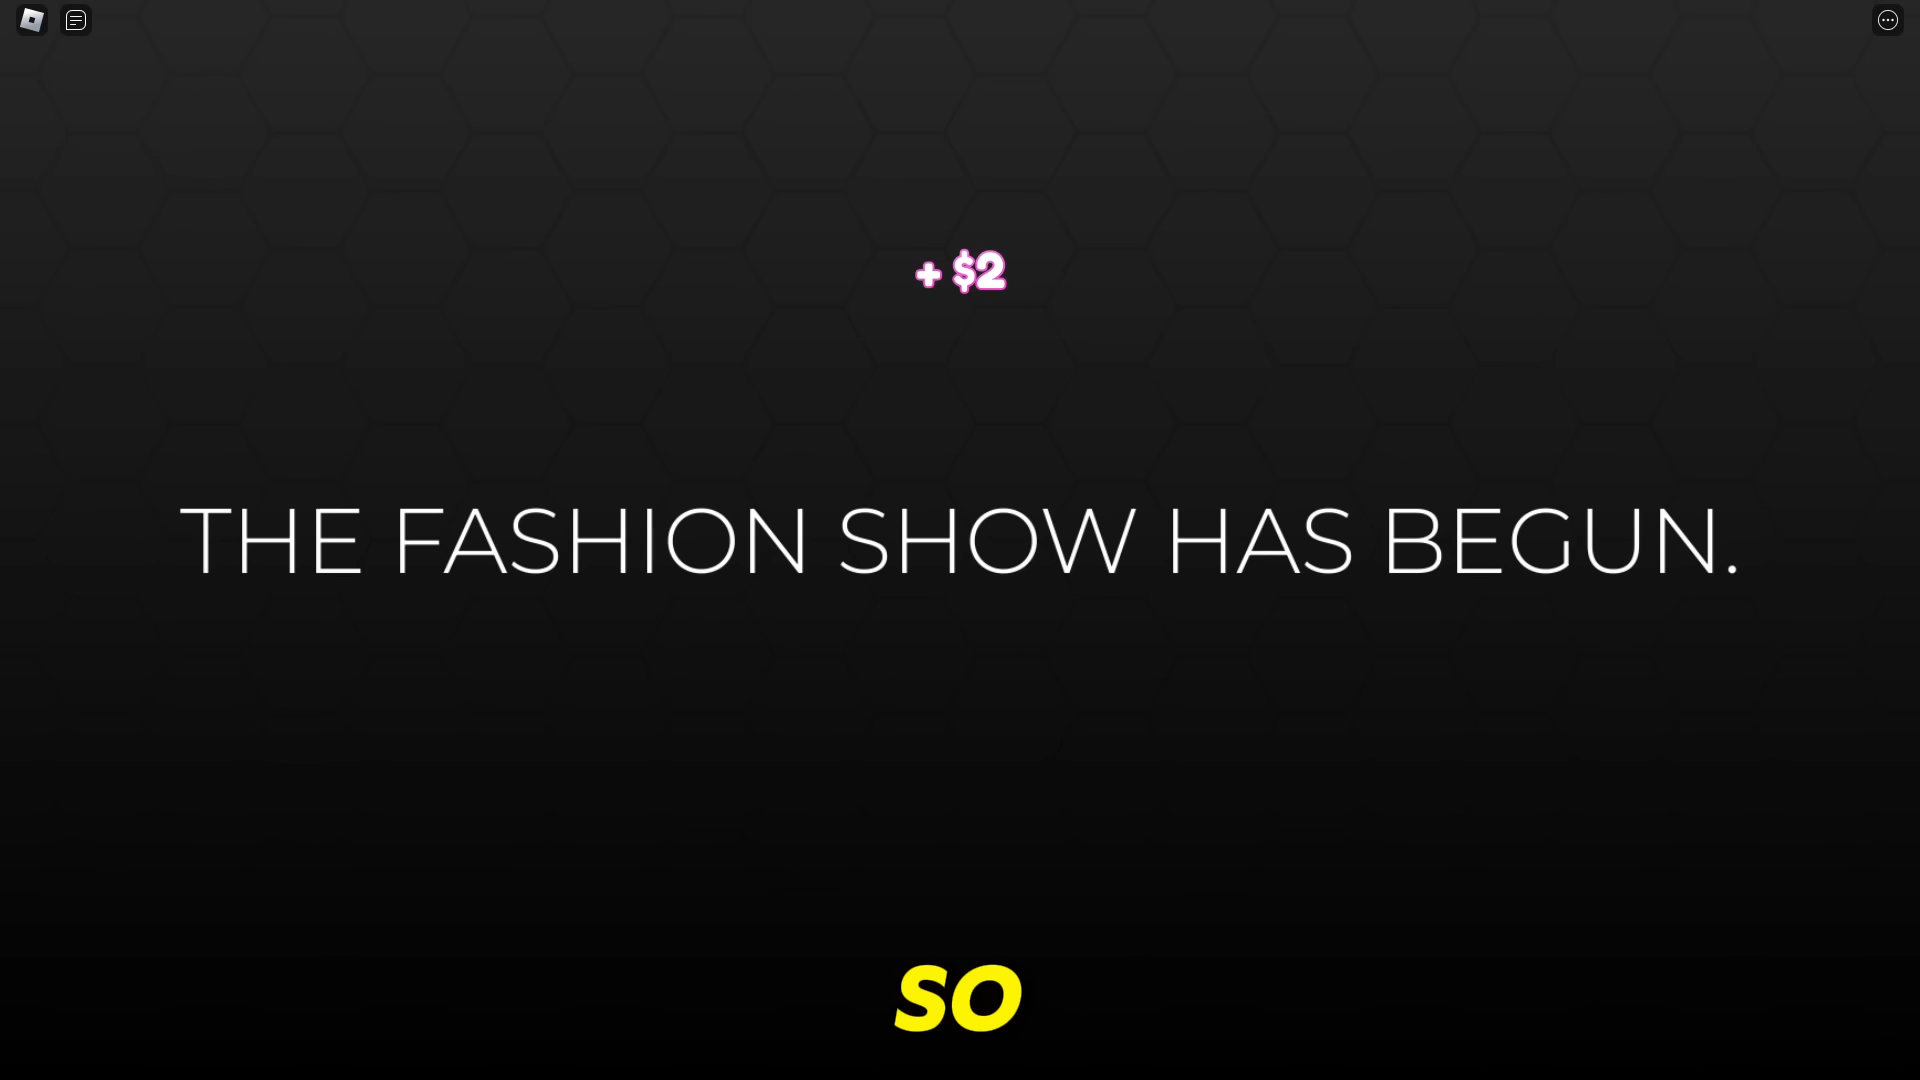 + $2
THE FASHION SHOW HAS BEGUN.
SO